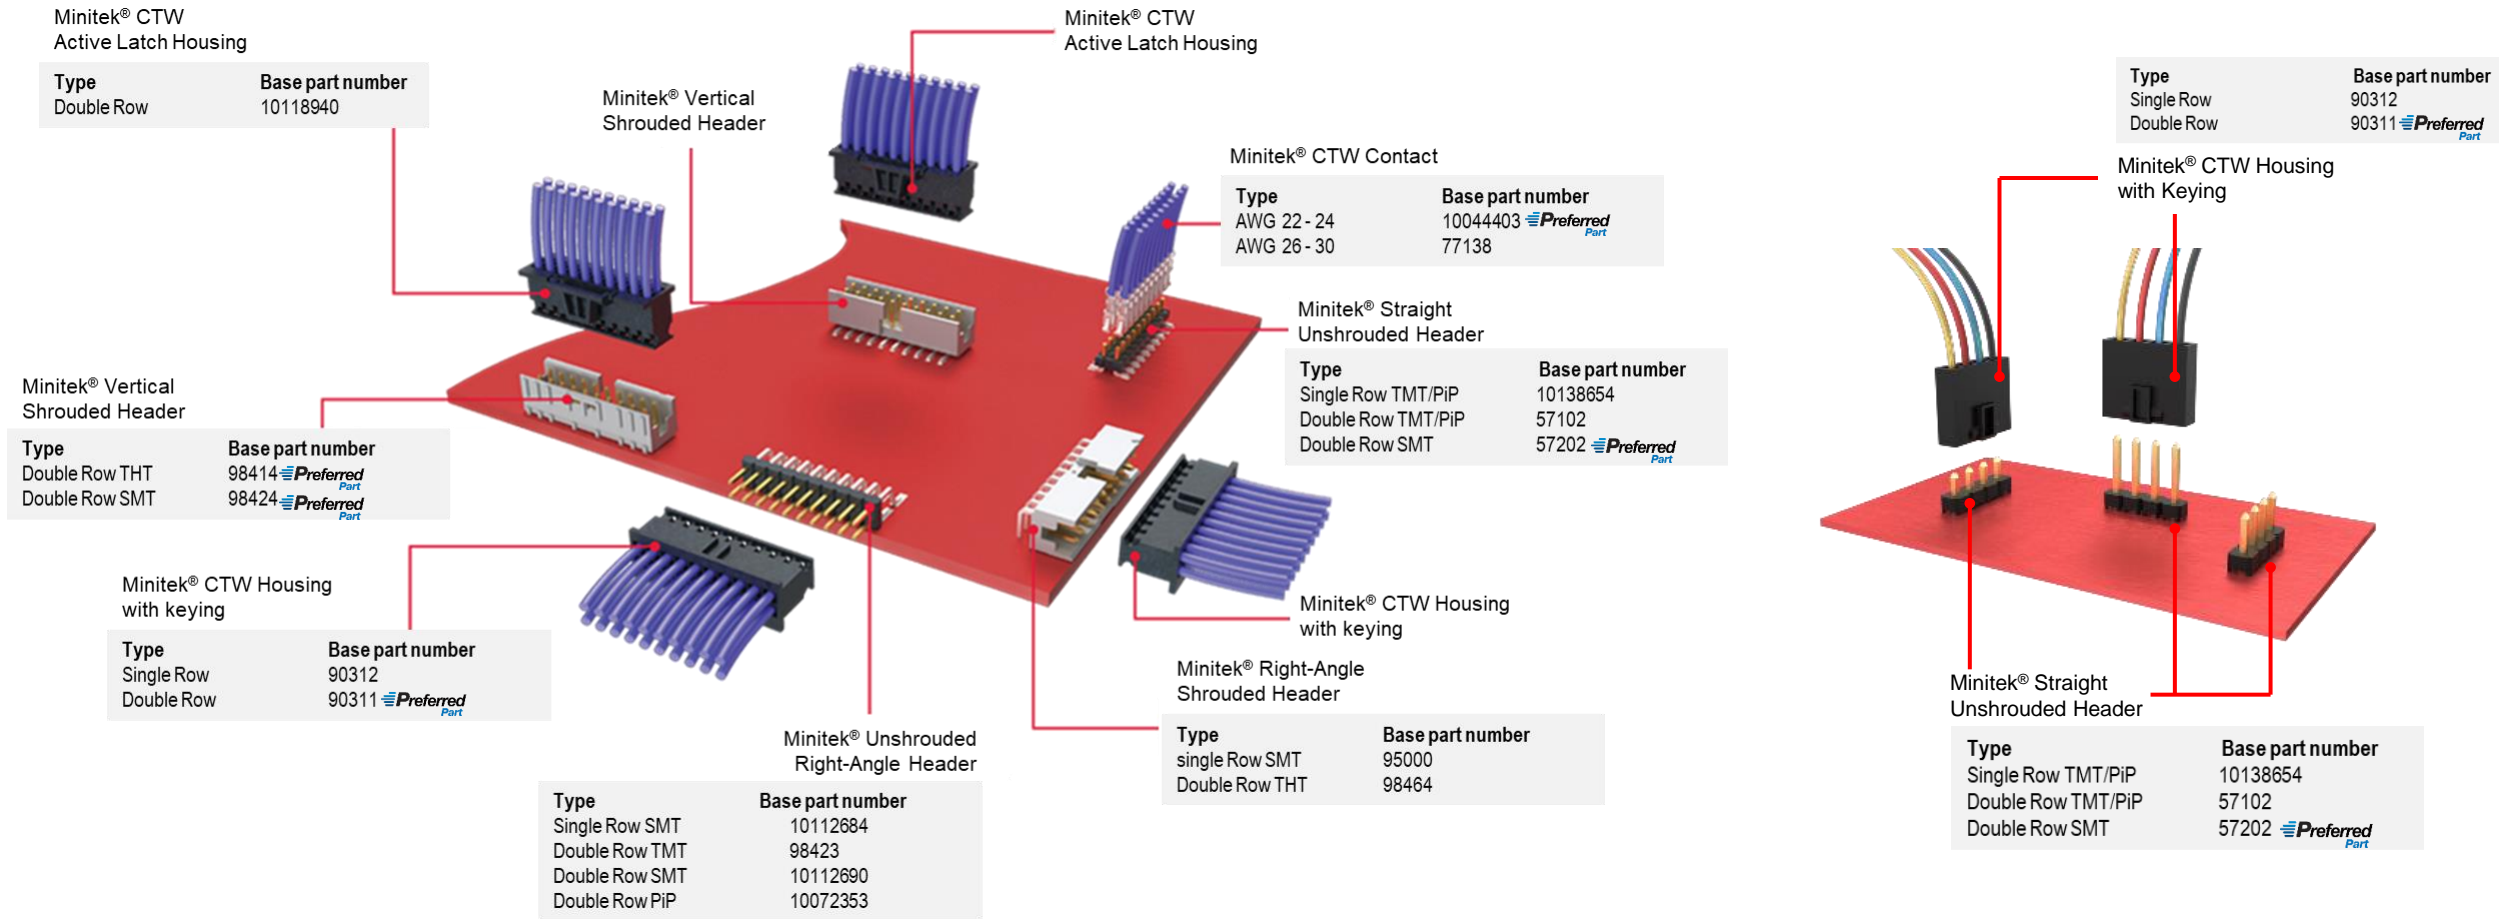 Minitek® CTW
Active Latch Housing
Type Base part number
Double Row 10118940
Minitek® Vertical
Shrouded Header
Minitek® CTW
Active Latch Housing
Minitek® CTW Contact
Type Base part number
AWG 22 - 24 10044403 Preferred Part
AWG 26 - 30 77138
Minitek® Straight
Unshrouded Header
Type Base part number
Single Row TMT/PiP 10138654
Double Row TMT/PiP 57102
Double Row SMT 57202 Preferred Part
Minitek® Vertical
Shrouded Header
Type Base part number
Double Row THT 98414 Preferred Part
Double Row SMT 98424 Preferred Part
Minitek® CTW Housing
with keying
Type Base part number
Single Row 90312
Double Row 90311 Preferred Part
Minitek® Unshrouded
Right-Angle Header
Type Base part number
Single Row SMT 10112684
Double Row TMT 98423
Double Row SMT 10112690
Double Row PiP 10072353
Minitek® CTW Housing
with keying
Minitek® Right-Angle
Shrouded Header
Type Base part number
single Row SMT 95000
Double Row THT 98464
Type Base part number
Single Row 90312
Double Row 90311 Preferred Part
Minitek® CTW Housing
with Keying
Minitek® Straight
Unshrouded Header
Type Base part number
Single Row TMT/PiP 10138654
Double Row TMT/PiP 57102
Double Row SMT 57202 Preferred Part